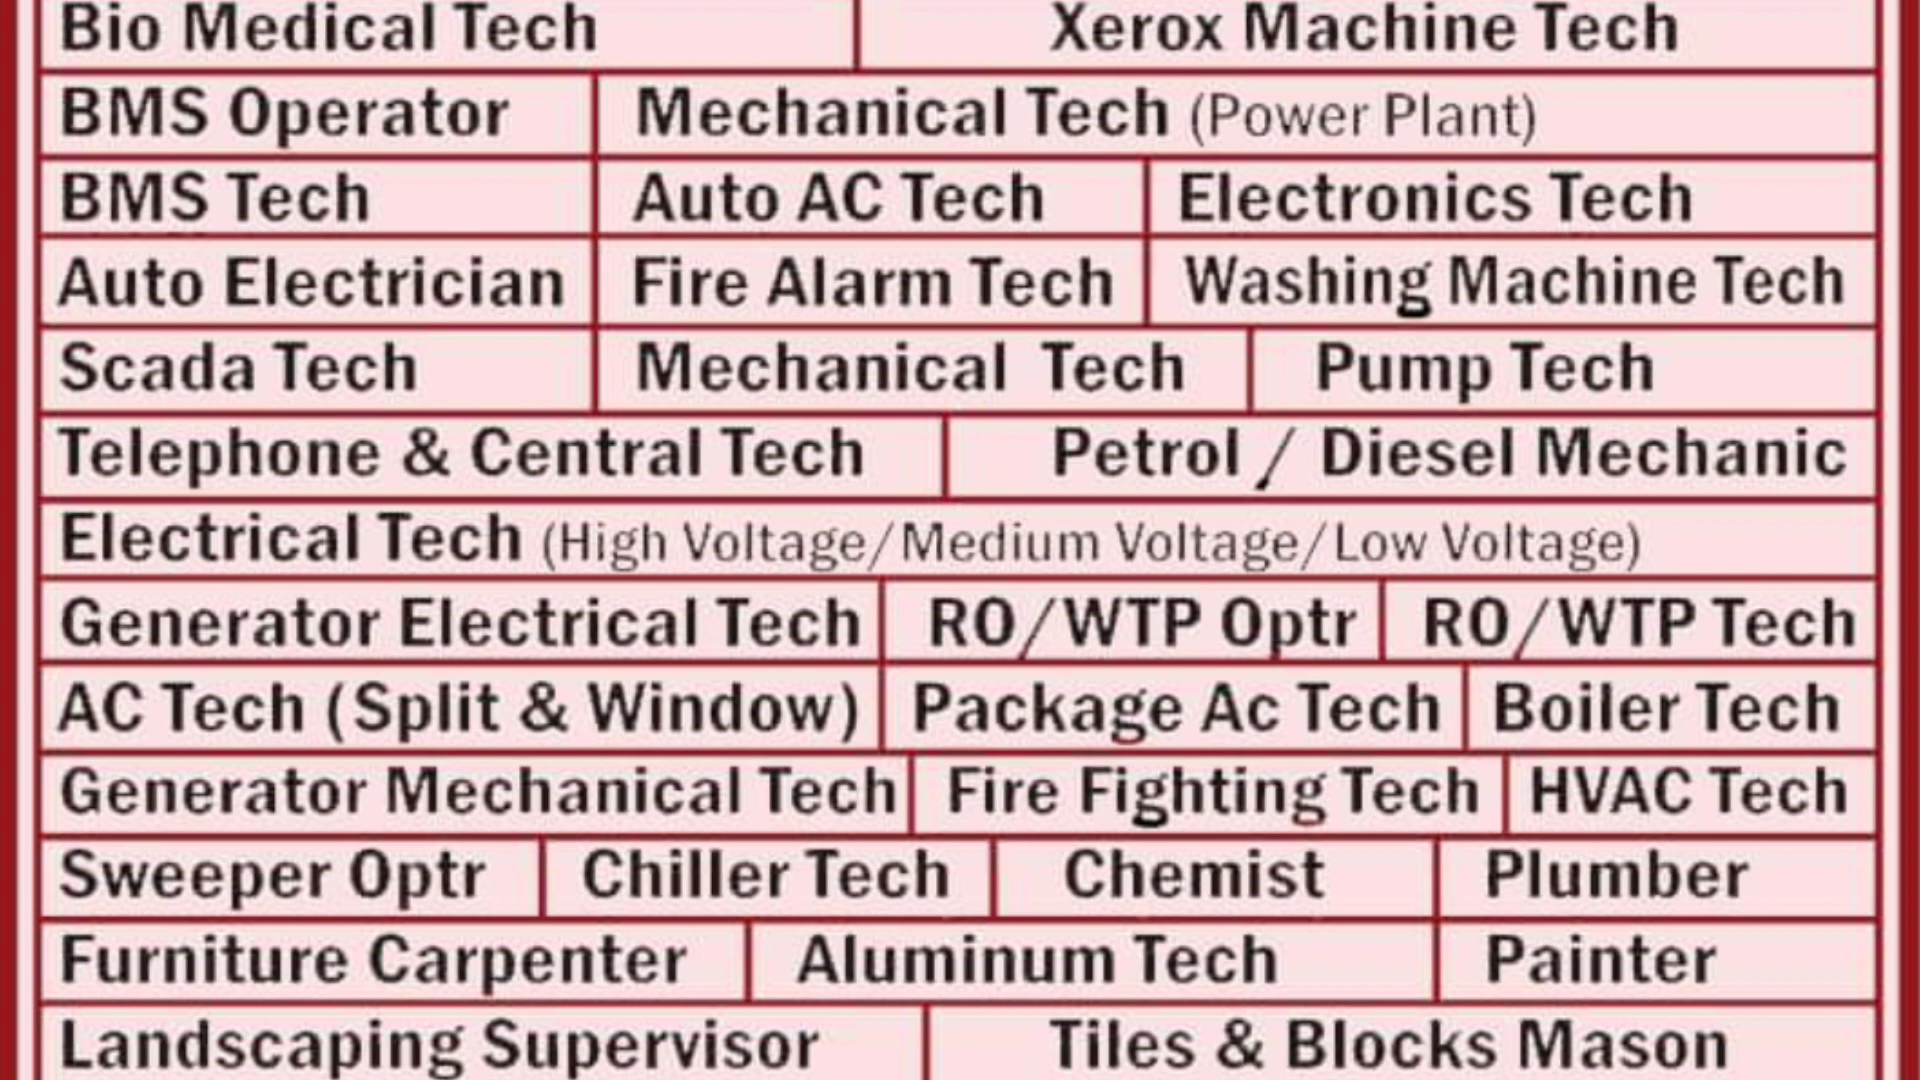 Bio Medical Tech Xerox Machine Tech
BMS Operator Mechanical Tech (Power Plant)
BMS Tech Auto AC Tech Electronics Tech
Auto Electrician Fire Alarm Tech Washing Machine Tech
Scada Tech Mechanical Tech Pump Tech
Telephone & Central Tech Petrol / Diesel Mechanic
Electrical Tech (High Voltage/Medium Voltage/Low Voltage)
Generator Electrical Tech RO/WTP Optr RO/WTP Tech
AC Tech (Split & Window) Package Ac Tech Boiler Tech
Generator Mechanical Tech Fire Fighting Tech HVAC Tech
Sweeper Optr Chiller Tech Chemist Plumber
Furniture Carpenter Aluminum Tech Painter
Landscaping Supervisor Tiles & Blocks Mason